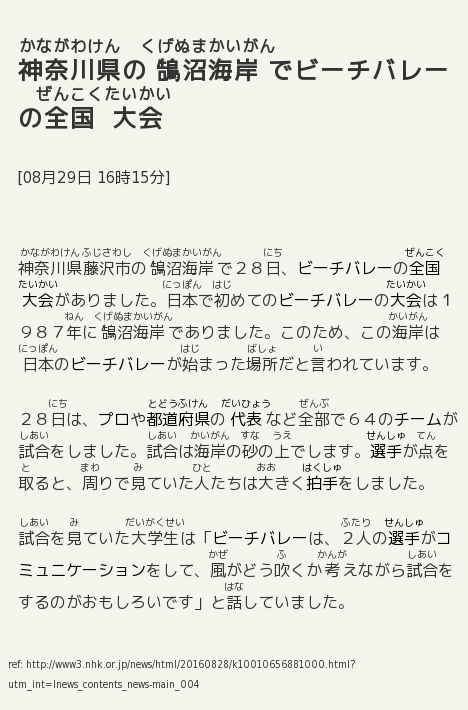 かながわけん くげぬまかいがん
神奈川県の 鵠沼海岸 でビーチバレー
ぜんこくたいかい
の全国 大会
[08月29日 16時15分]
かながわけん ふじさわし くげぬまかいがん にち ぜんこく
神奈川県藤沢市の 鵠沼海岸 で２８日、ビーチバレーの全国
たいかい にっぽん はじ たいかい
大会がありました。日本で初めてのビーチバレーの大会は１
ねん くげぬまかいがん かいがん
９８７年に 鵠沼海岸 でありました。このため、この海岸は
にっぽん はじ ばしょ い
日本のビーチバレーが始まった場所だと言われています。
にち とどうふけん だいひょう ぜんぶ
２８日は、プロや都道府県の 代表 など全部で６４のチームが
しあい しあい かいがん すな うえ せんしゅ てん
試合をしました。試合は海岸の砂の上でします。選手が点を
と まわ み ひと おお はくしゅ
取ると、周りで見ていた人たちは大きく拍手をしました。
しあい み だいがくせい ふたり せんしゅ
試合を見ていた大学生は「ビーチバレーは、２人の選手がコ
かぜ ふ かんが しあい
ミュニケーションをして、風がどう吹くか 考えながら試合を
はな
するのがおもしろいです」と話していました。
ref: http://www3.nhk.or.jp/news/html/20160828/k10010656881000.html?
utm_int=lnews_contents_news-main_004